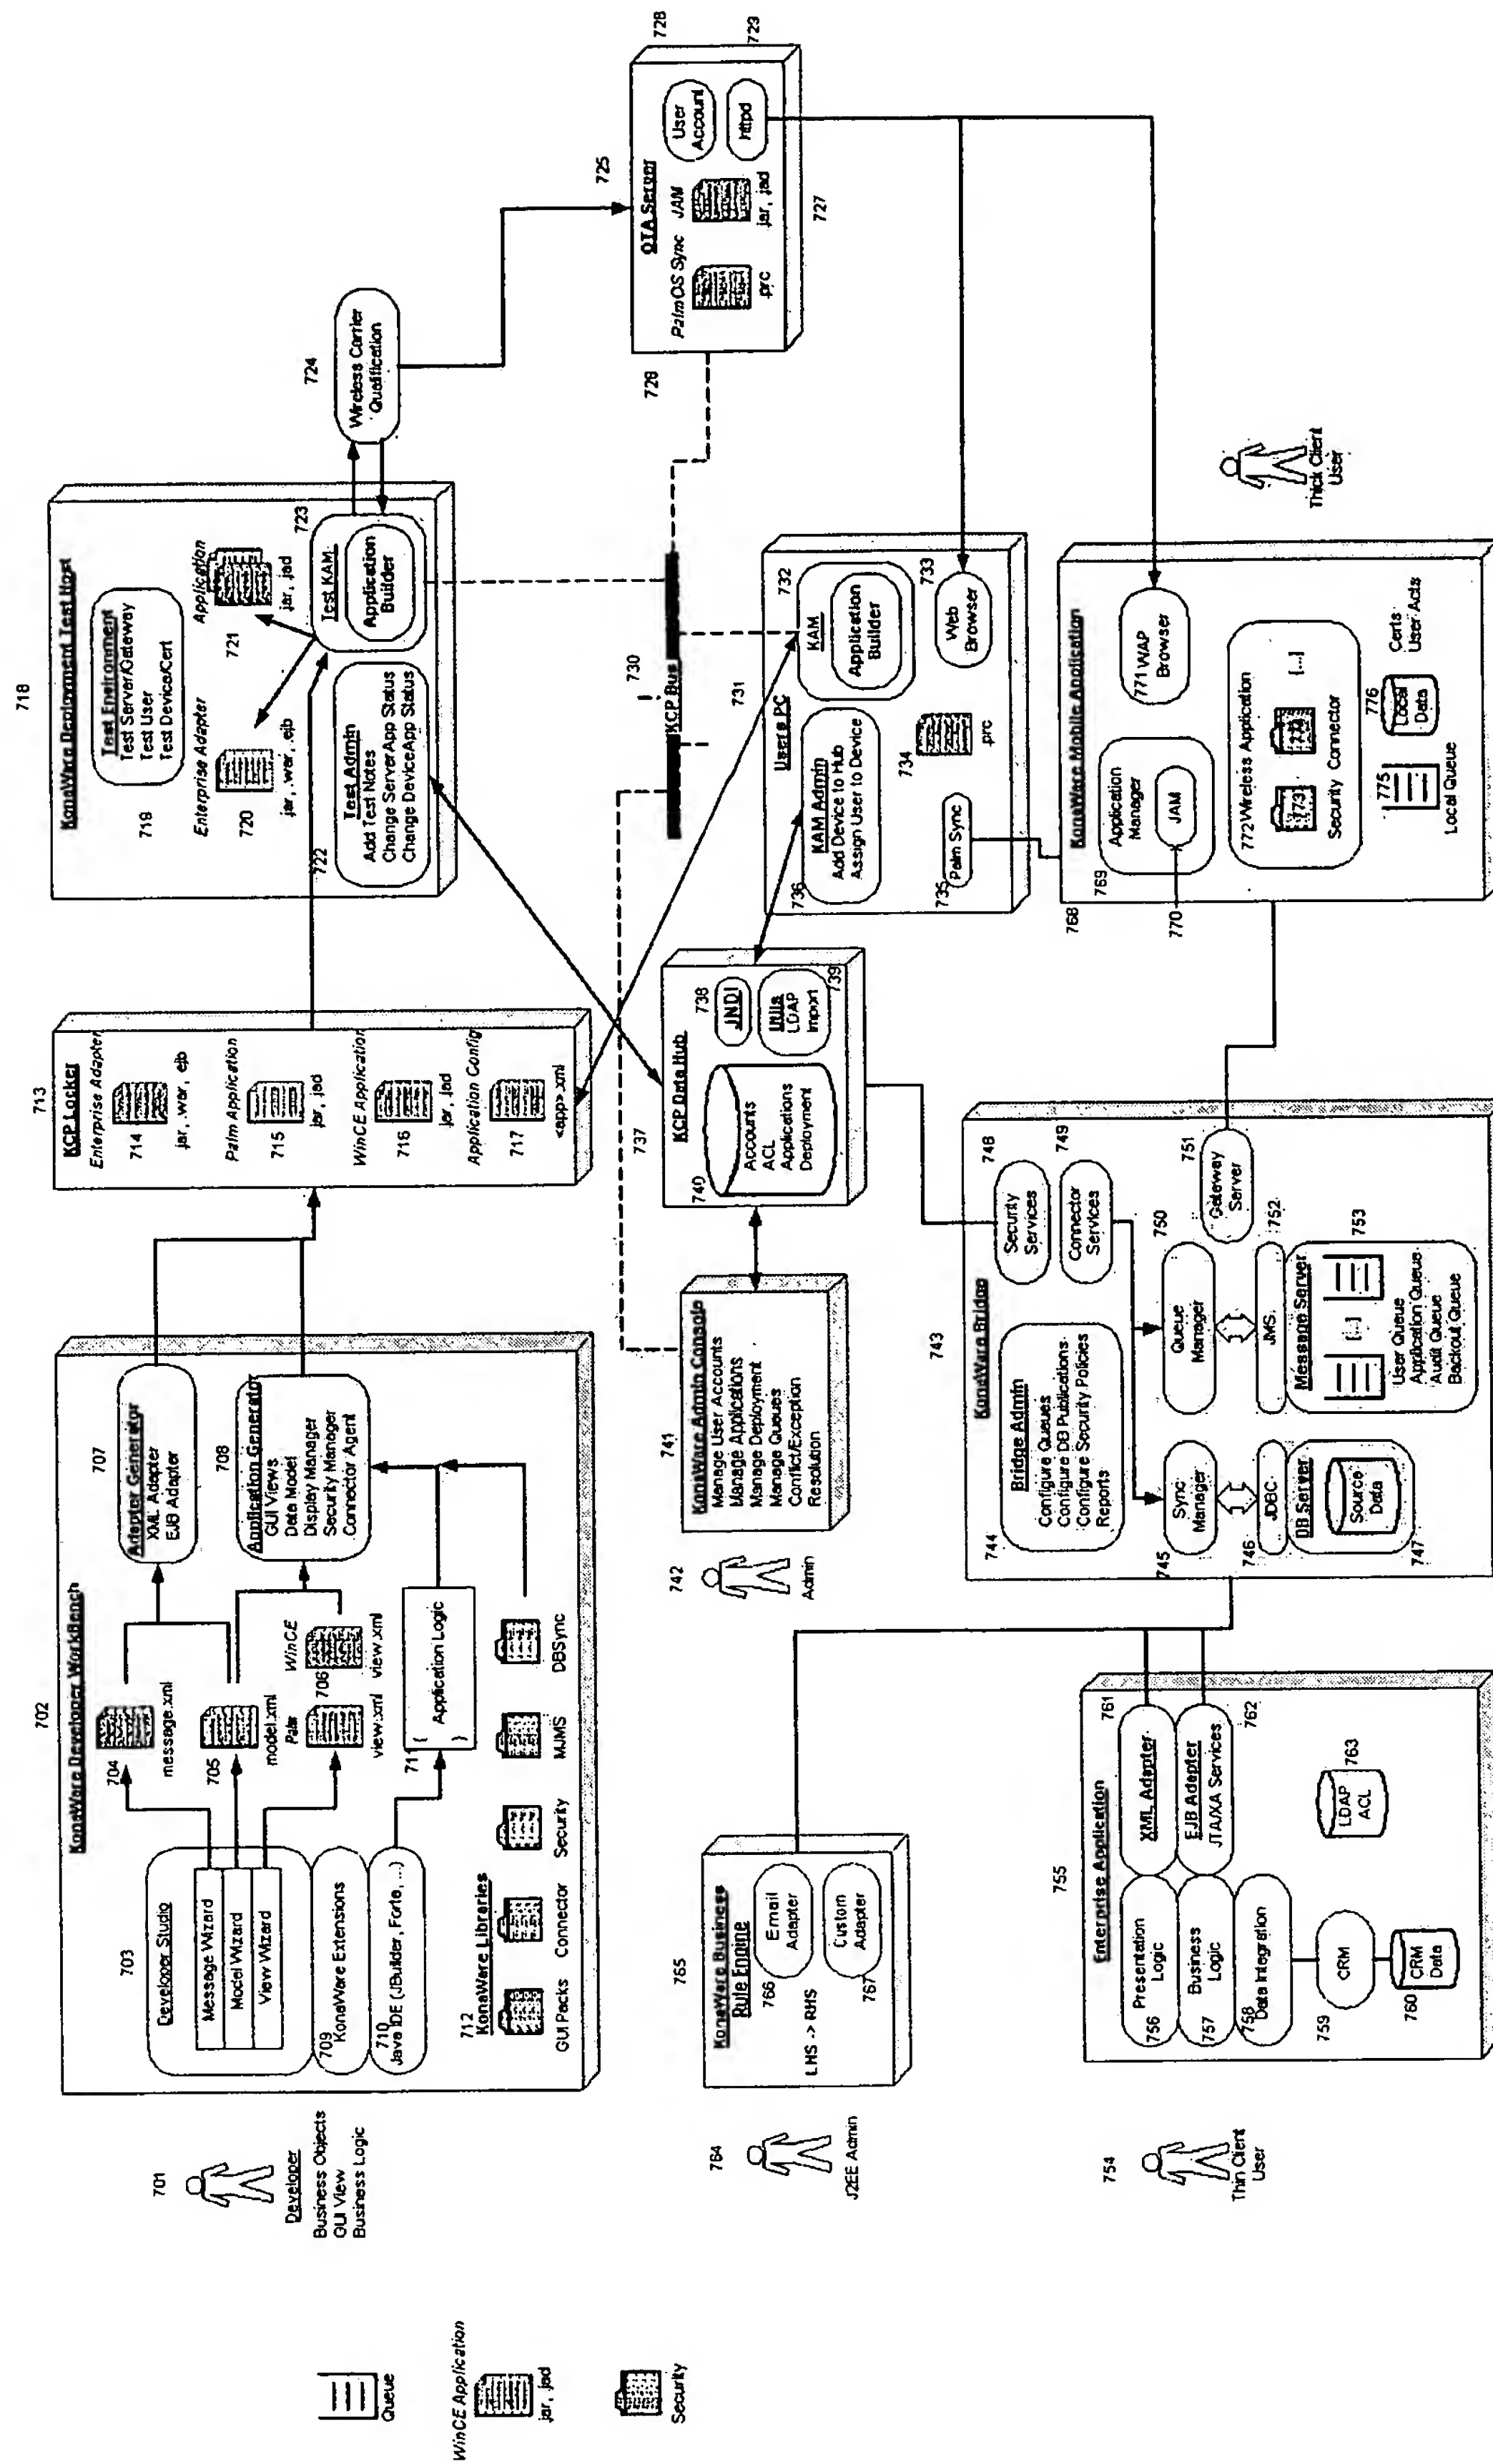 702
KonaWare Developer WorkBench
701
Developer
Business Objects
GUI View
Business Logic
703
Developer Studio
Message Wizard
Model Wizard
View Wizard
709
KonaWare Extensions
710
Java IDE (JBuilder, Forte, ...)
704
message.xml
705
model.xml
Palm
view.xml
WinCE
706
view.xml
711
{
Application Logic
}
707
Adapter Generator
XML Adapter
EJB Adapter
708
Application Generator
GUI Views
Data Model
Display Manager
Security Manager
Connector Agent
712
KonaWare Libraries
GUI Packs
Connector
Security
MJMS
DBSync
713
KCP Locker
Enterprise Adapter
714
jar, .war, ejb
Palm Application
715
jar, .jad
WinCE Application
716
jar, .jad
Application Config
717
<app>.xml
718
KonaWare Deployment Test Host
Test Environment
Test Server/Gateway
Test User
Test Device/Cert
719
Enterprise Adapter
720
jar, .war, ejb
Application
721
jar, .jad
722
Test Admin
Add Test Notes
Change Server App Status
Change Device App Status
723
Test KAM
Application
Builder
724
Wireless Carrier
Qualification
725
OTA Server
PalmOS Sync
.prc
JAM
jar, .jad
User
Account
httpd
726
727
728
729
730
KCP Bus
731
User's PC
732
KAM
Application
Builder
733
Web
Browser
734
.prc
735
Palm Sync
736
KAM Admin
Add Device to Hub
Assign User to Device
737
KCP Data Hub
738
JNDI
739
Utils
LDAP
Import
740
Accounts
ACL
Applications
Deployment
741
KonaWare Admin Console
Manage User Accounts
Manage Applications
Manage Deployment
Manage Queues
Conflict/Exception
Resolution
742
Admin
743
KonaWare Bridge
744
Bridge Admin
Configure Queues
Configure DB Publications
Configure Security Policies
Reports
748
Security
Services
749
Connector
Services
745
Sync
Manager
746
JDBC
DB Server
Source
Data
747
750
Queue
Manager
751
Gateway
Server
752
JMS
Message Server
753
[...]
User Queue
Application Queue
Audit Queue
Backout Queue
754
Thin Client
User
755
Enterprise Application
756
Presentation
Logic
757
Business
Logic
758
Data Integration
759
CRM
760
CRM
Data
761
XML Adapter
762
EJB Adapter
JTA/XA Services
763
LDAP
ACL
764
J2EE Admin
765
KonaWare Business
Rule Engine
766
Email
Adapter
LHS -> RHS
767
Custom
Adapter
768
KonaWare Mobile Application
769
Application
Manager
JAM
770
771 WAP
Browser
772 Wireless Application
773
774
[...]
Security Connector
775
Local Queue
776
Local
Data
Certs
User Acts
Thick Client
User
Queue
WinCE Application
jar, .jad
Security